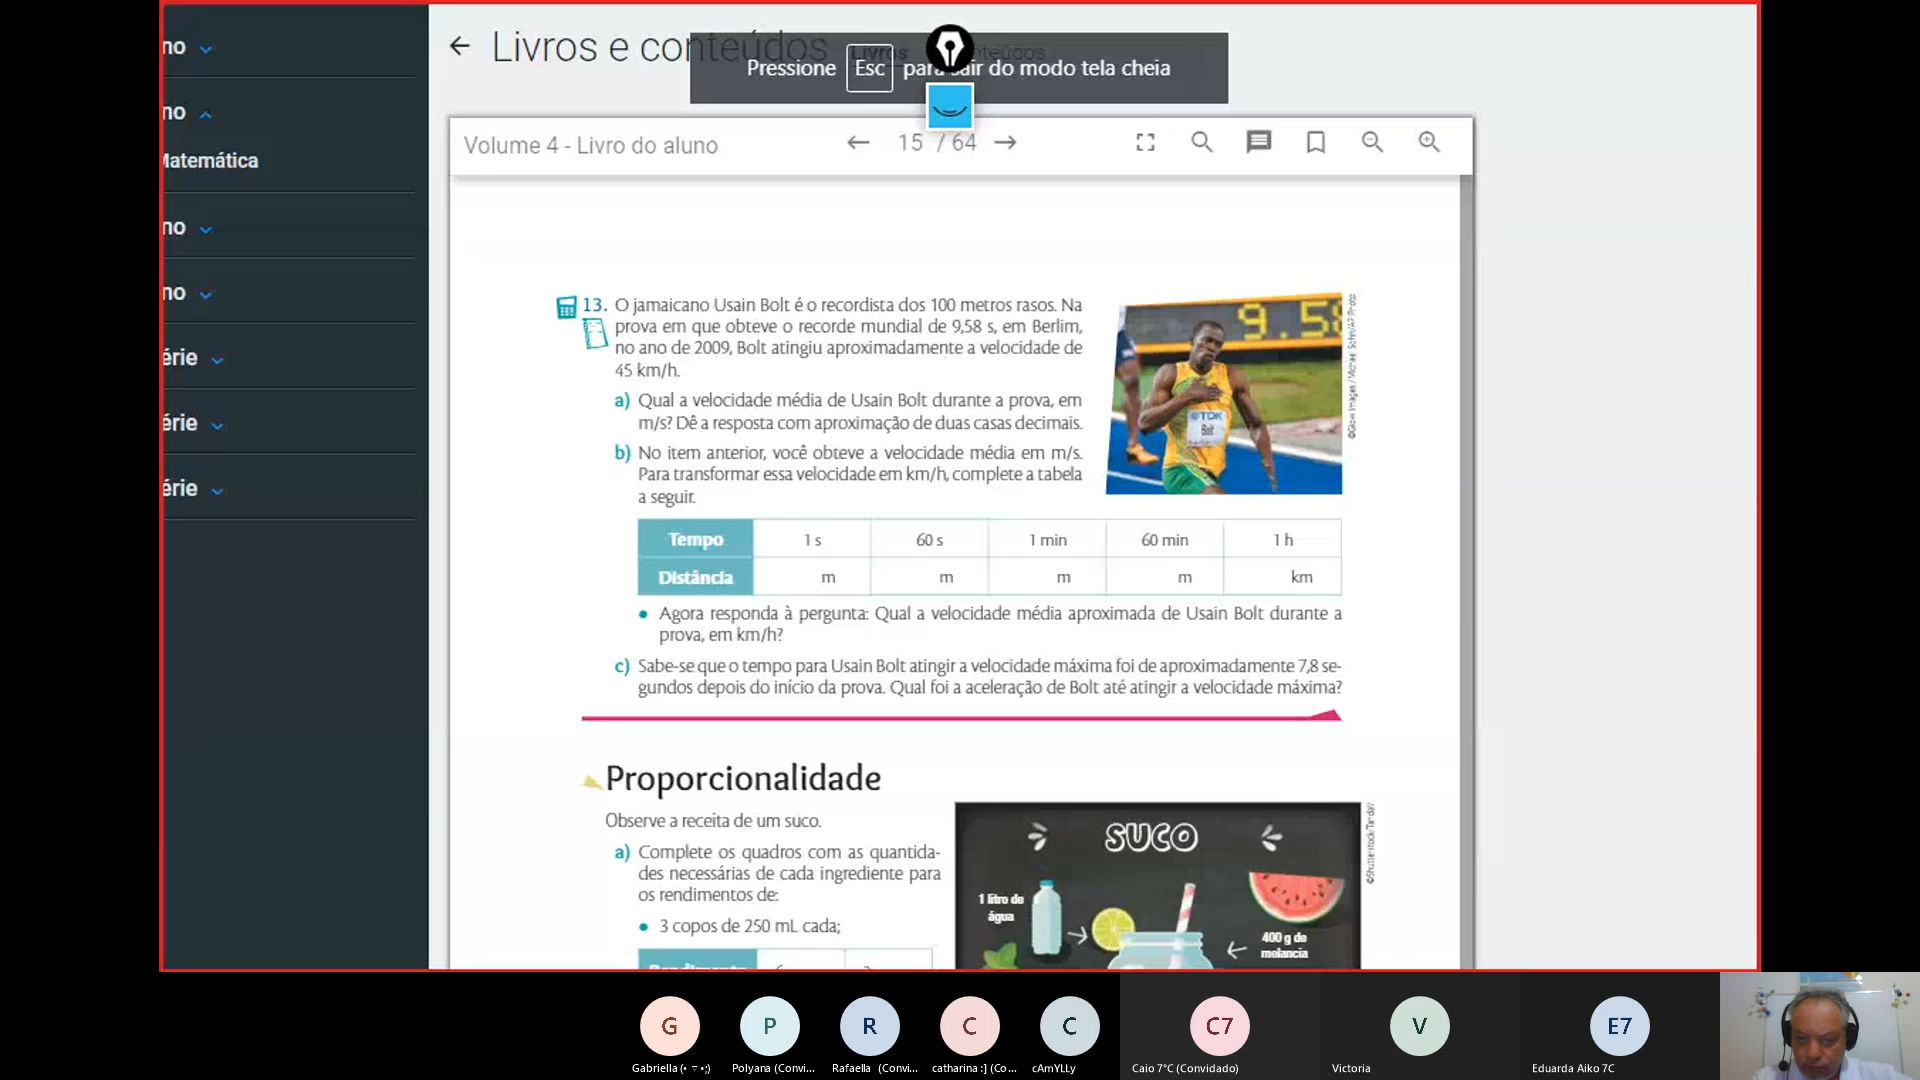 no
no
Matemática
no
no
érie
érie
érie
Livros e conteúdos
Livros
Pressione Esc para sair do modo tela cheia
Volume 4 - Livro do aluno
15 / 64
13. O jamaicano Usain Bolt é o recordista dos 100 metros rasos. Na
prova em que obteve o recorde mundial de 9,58 s, em Berlim,
no ano de 2009, Bolt atingiu aproximadamente a velocidade de
45 km/h.
a) Qual a velocidade média de Usain Bolt durante a prova, em
m/s? Dê a resposta com aproximação de duas casas decimais.
b) No item anterior, você obteve a velocidade média em m/s.
Para transformar essa velocidade em km/h, complete a tabela
a seguir.
9.58
TDK
Bolt
Tempo 1 s 60 s 1 min 60 min 1 h
Distância m m m m km
• Agora responda à pergunta: Qual a velocidade média aproximada de Usain Bolt durante a
prova, em km/h?
c) Sabe-se que o tempo para Usain Bolt atingir a velocidade máxima foi de aproximadamente 7,8 se-
gundos depois do início da prova. Qual foi a aceleração de Bolt até atingir a velocidade máxima?
Proporcionalidade
Observe a receita de um suco.
a) Complete os quadros com as quantida-
des necessárias de cada ingrediente para
os rendimentos de:
• 3 copos de 250 mL cada;
SUCO
1 litro de
água
400 g de
melancia
G
P
R
C
C
C7
V
E7
Gabriella
Polyana (Convi...
Rafaella (Convi...
catharina :] (Co...
cAmYLLy
Caio 7°C (Convidado)
Victoria
Eduarda Aiko 7C